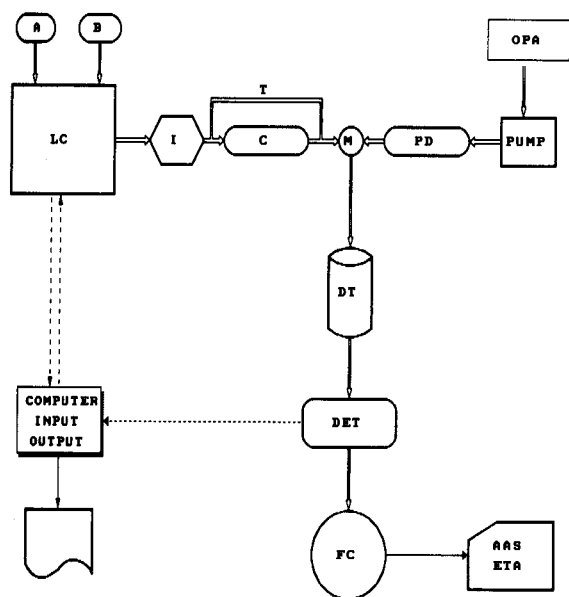 A
B
OPA
T
LC
I
C
M
PD
PUMP
DT
COMPUTER
INPUT
OUTPUT
DET
FC
AAS
ETA